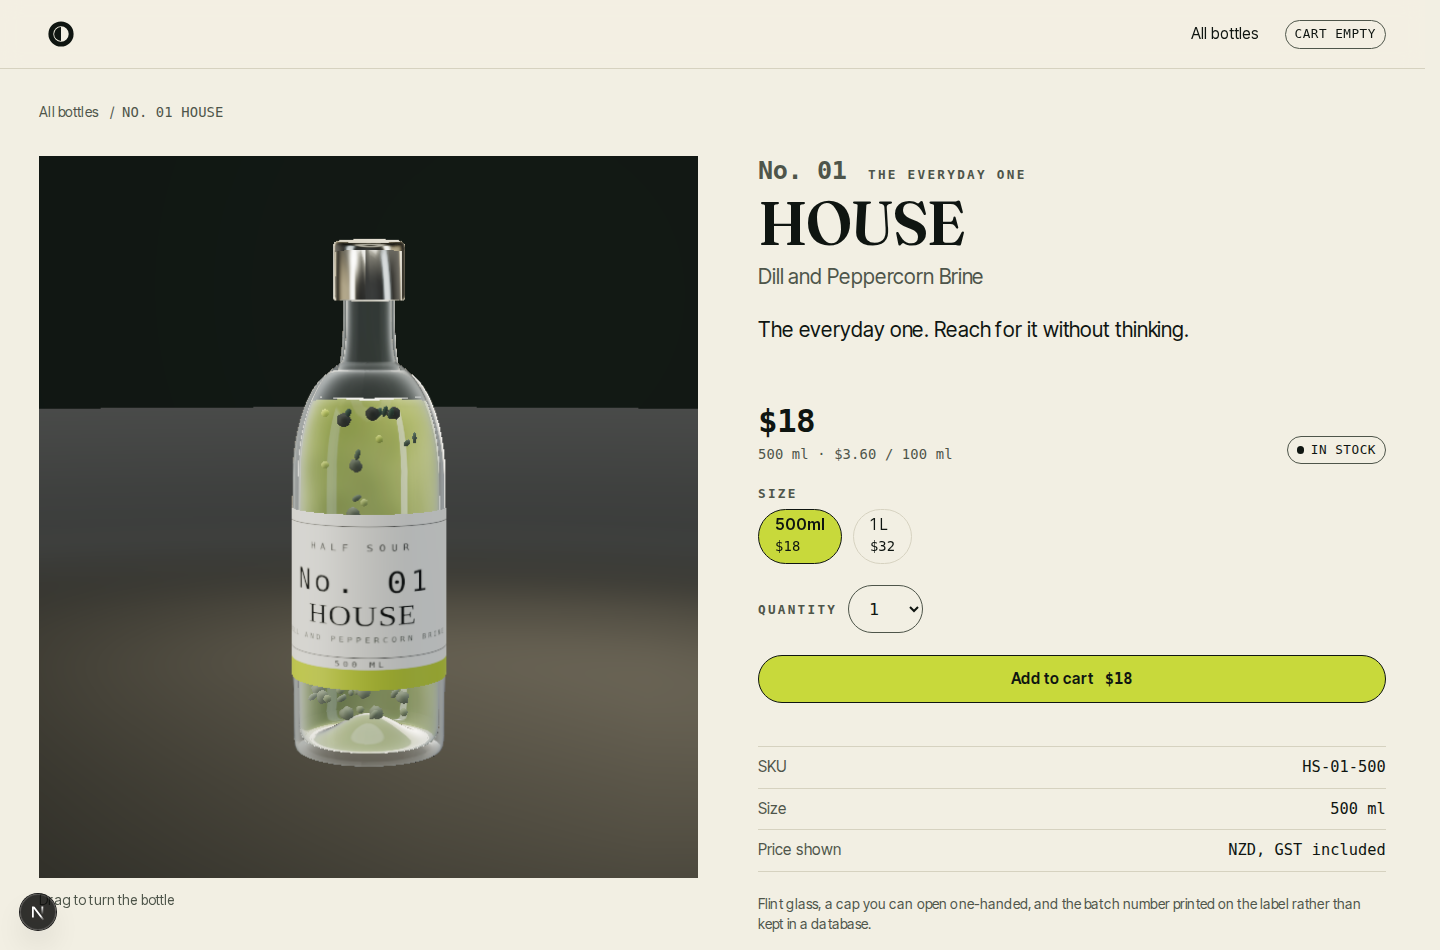 All bottles
CART EMPTY
All bottles / NO. 01 HOUSE
HALF SOUR
No. 01
HOUSE
AND PEPPERCORN
500 ML
Drag to turn the bottle
No. 01 THE EVERYDAY ONE
HOUSE
Dill and Peppercorn Brine
The everyday one. Reach for it without thinking.
$18
500 ml · $3.60 / 100 ml
IN STOCK
SIZE
500ml
$18
1L
$32
QUANTITY 1
Add to cart $18
SKU HS-01-500
Size 500 ml
Price shown NZD, GST included
Flint glass, a cap you can open one-handed, and the batch number printed on the label rather than
kept in a database.
N